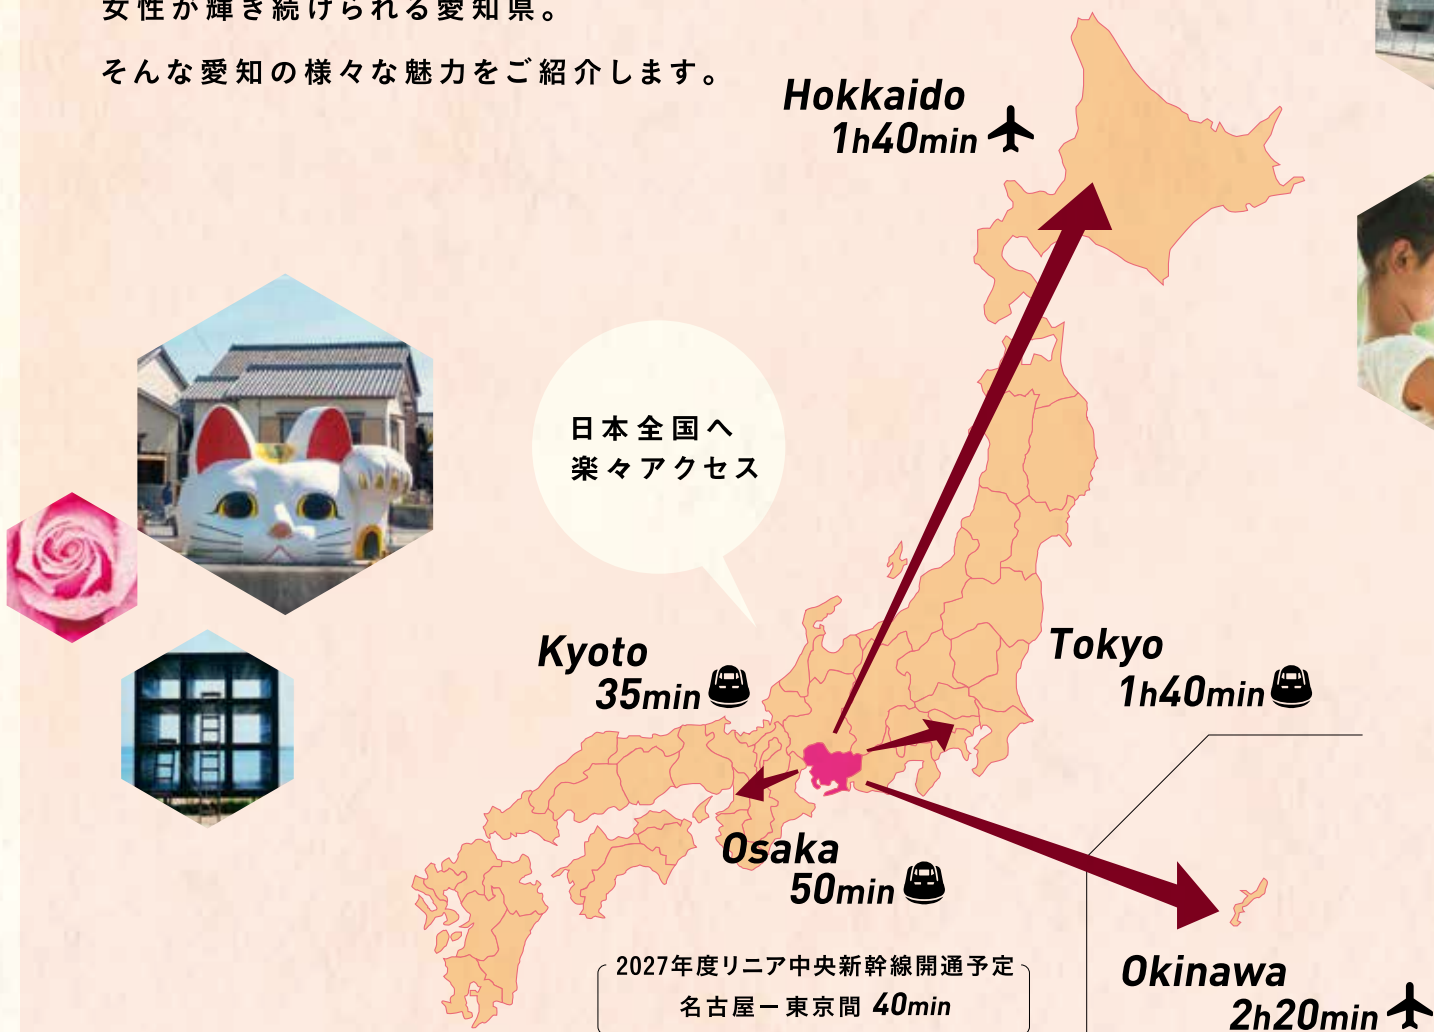 女性が輝き続けられる愛知県。
そんな愛知の様々な魅力をご紹介します。
Hokkaido
1h40min
日本全国へ
楽々アクセス
Kyoto
35min
Tokyo
1h40min
Osaka
50min
2027年度リニア中央新幹線開通予定
名古屋ー東京間 40min
Okinawa
2h20min